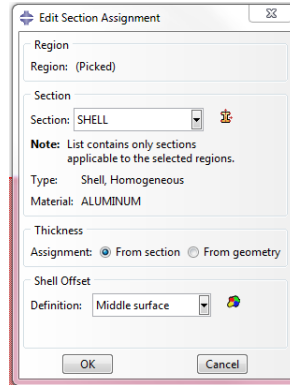 Edit Section Assignment
Region
Region: (Picked)
Section
Section: SHELL
Note: List contains only sections
applicable to the selected regions.
Type: Shell, Homogeneous
Material: ALUMINUM
Thickness
Assignment: From section From geometry
Shell Offset
Definition: Middle surface
OK Cancel